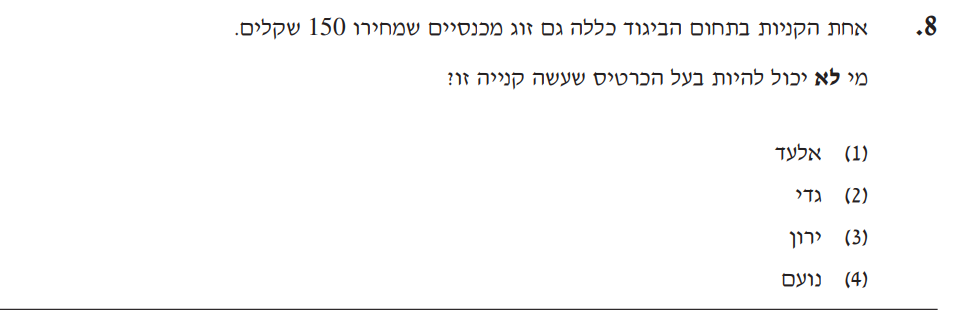 8. אחת הקניות בתחום הביגוד כללה גם זוג מכנסיים שמחירו 150 שקלים.
מי לא יכול להיות בעל הכרטיס שעשה קנייה זו?
(1) אלעד
(2) גדי
(3) ירון
(4) נועם